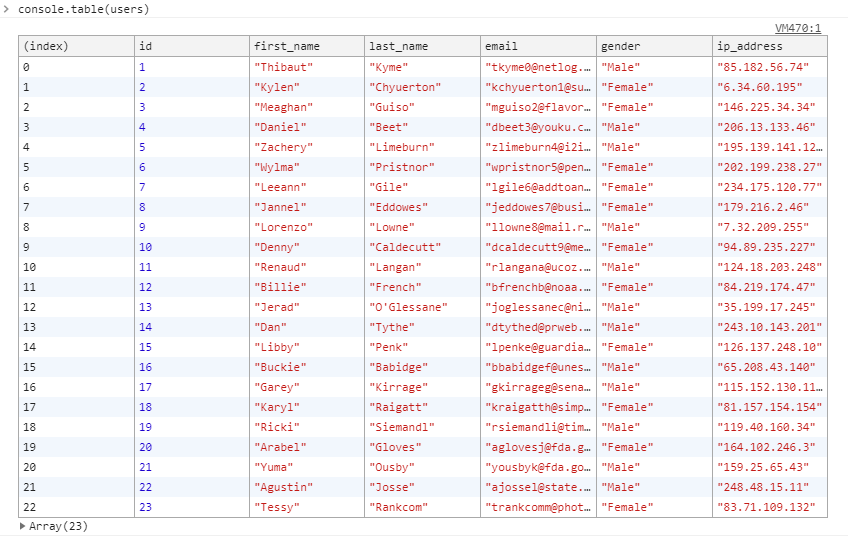 > console.table(users)
VM470:1
(index) id first_name last_name email gender ip_address
0 1 "Thibaut" "Kyme" "tkyme0@netlog.… "Male" "85.182.56.74"
1 2 "Kylen" "Chyuerton" "kchyuerton1@su… "Female" "6.34.60.195"
2 3 "Meaghan" "Guiso" "mguiso2@flavor… "Female" "146.225.34.34"
3 4 "Daniel" "Beet" "dbeet3@youku.c… "Male" "206.13.133.46"
4 5 "Zachery" "Limeburn" "zlimeburn4@i2i… "Male" "195.139.141.12…
5 6 "Wylma" "Pristnor" "wpristnor5@pen… "Female" "202.199.238.27"
6 7 "Leeann" "Gile" "lgile6@addtoan… "Female" "234.175.120.77"
7 8 "Jannel" "Eddowes" "jeddowes7@busi… "Female" "179.216.2.46"
8 9 "Lorenzo" "Lowne" "llowne8@mail.r… "Male" "7.32.209.255"
9 10 "Denny" "Caldecutt" "dcaldecutt9@me… "Female" "94.89.235.227"
10 11 "Renaud" "Langan" "rlangana@ucoz.… "Male" "124.18.203.248"
11 12 "Billie" "French" "bfrenchb@noaa.… "Female" "84.219.174.47"
12 13 "Jerad" "O'Glessane" "joglessanec@ni… "Male" "35.199.17.245"
13 14 "Dan" "Tythe" "dtythed@prweb.… "Male" "243.10.143.201"
14 15 "Libby" "Penk" "lpenke@guardia… "Female" "126.137.248.10"
15 16 "Buckie" "Babidge" "bbabidgef@unes… "Male" "65.208.43.140"
16 17 "Garey" "Kirrage" "gkirrageg@sena… "Male" "115.152.130.11…
17 18 "Karyl" "Raigatt" "kraigatth@simp… "Female" "81.157.154.154"
18 19 "Ricki" "Siemandl" "rsiemandli@tim… "Male" "119.40.160.34"
19 20 "Arabel" "Gloves" "aglovesj@fda.g… "Female" "164.102.246.3"
20 21 "Yuma" "Ousby" "yousbyk@fda.go… "Male" "159.25.65.43"
21 22 "Agustin" "Josse" "ajossel@state.… "Male" "248.48.15.11"
22 23 "Tessy" "Rankcom" "trankcomm@phot… "Female" "83.71.109.132"
▶ Array(23)